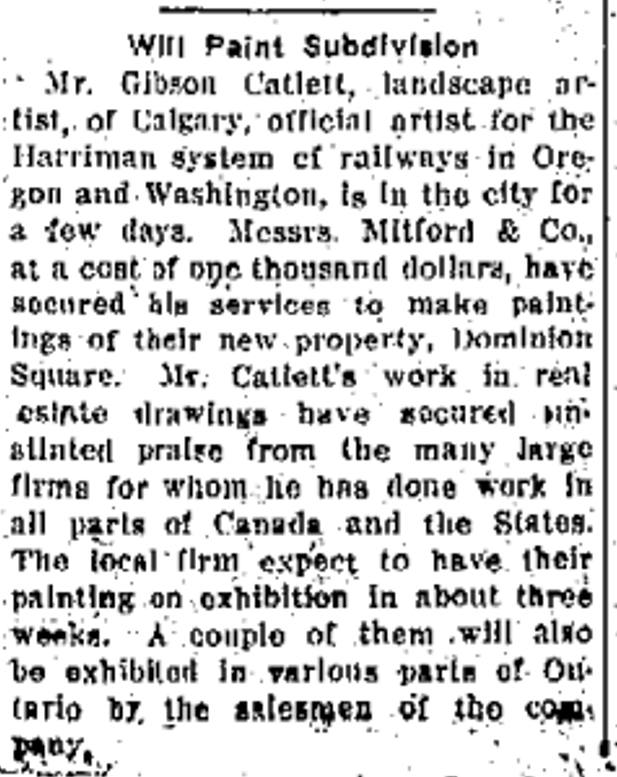 Will Paint Subdivision
Mr. Gibson Catlett, landscape ar-
tist, of Calgary, official artist for the
Harriman system of railways in Ore-
gon and Washington, is in the city for
a few days. Messrs. Mitford & Co.,
at a cost of one thousand dollars, have
secured his services to make paint-
ings of their new property, Dominion
Square. Mr. Catlett's work in real
estate drawings have secured un-
stinted praise from the many large
firms for whom he has done work in
all parts of Canada and the States.
The local firm expect to have their
painting on exhibition in about three
weeks. A couple of them will also
be exhibited in various parts of On-
tario by the salesmen of the com-
pany.